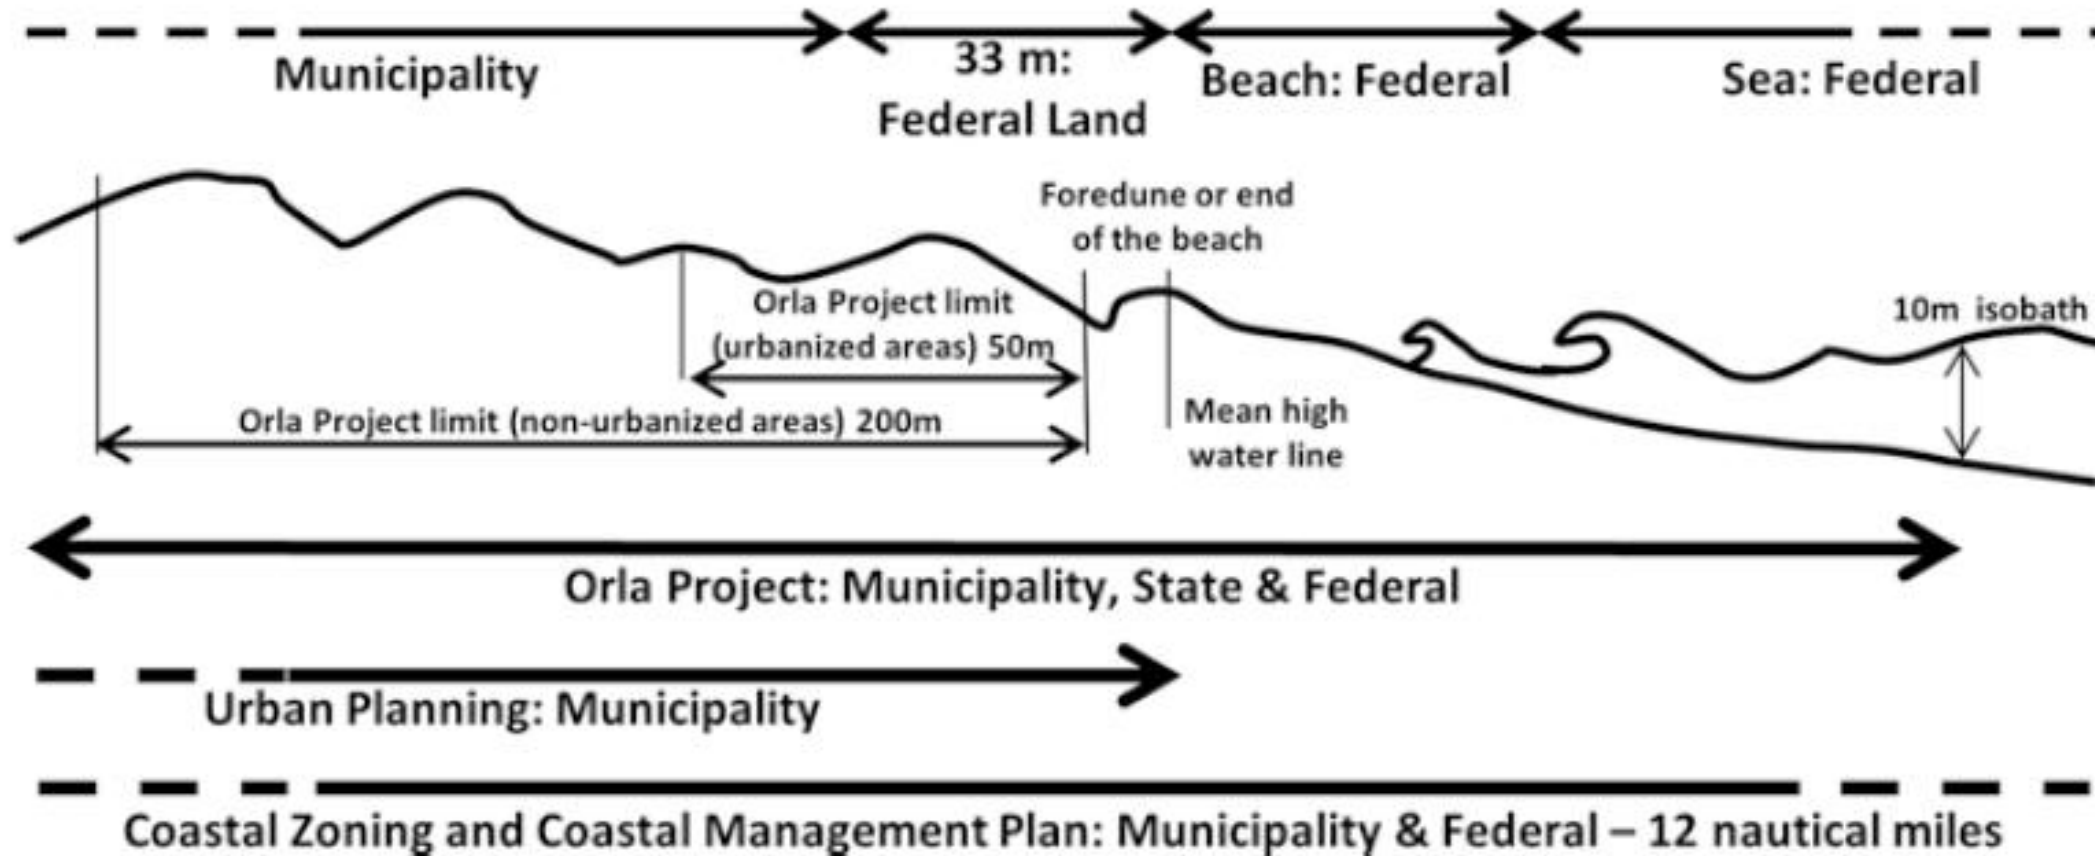 Municipality
33 m:
Federal Land
Beach: Federal
Sea: Federal
Foredune or end
of the beach
Orla Project limit
(urbanized areas) 50m
10m isobath
Orla Project limit (non-urbanized areas) 200m
Mean high
water line
Orla Project: Municipality, State & Federal
Urban Planning: Municipality
Coastal Zoning and Coastal Management Plan: Municipality & Federal – 12 nautical miles